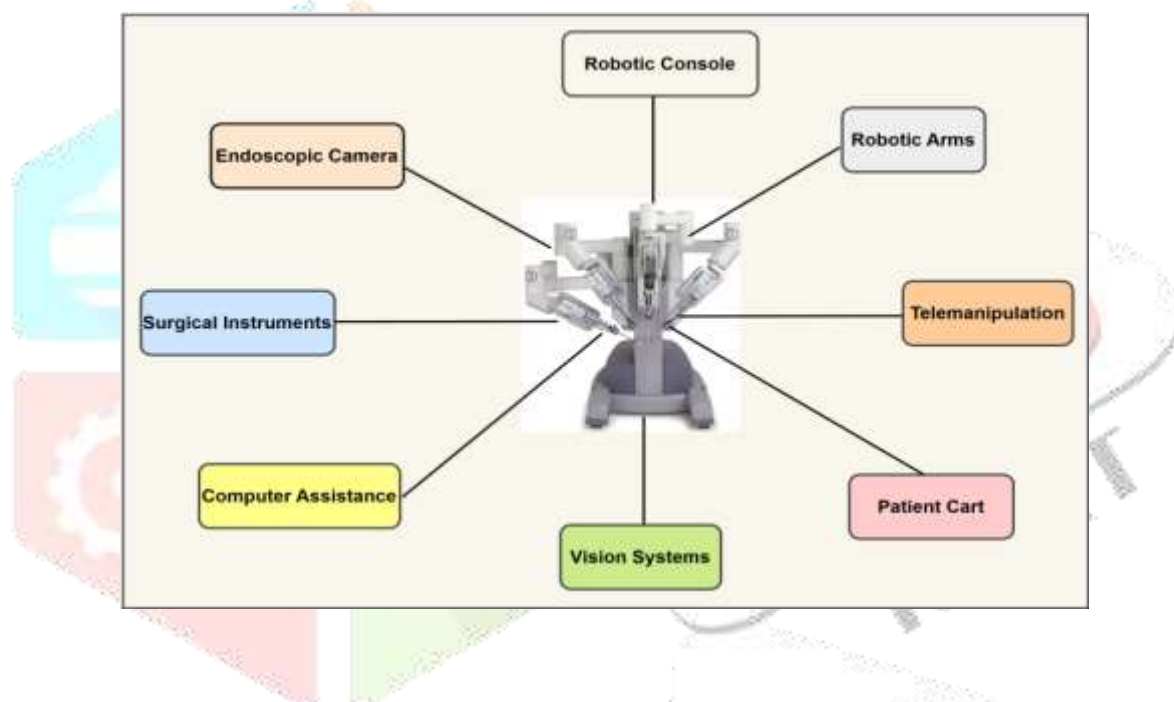 Robotic Console
Robotic Arms
Endoscopic Camera
Telemanipulation
Surgical Instruments
Computer Assistance
Patient Cart
Vision Systems